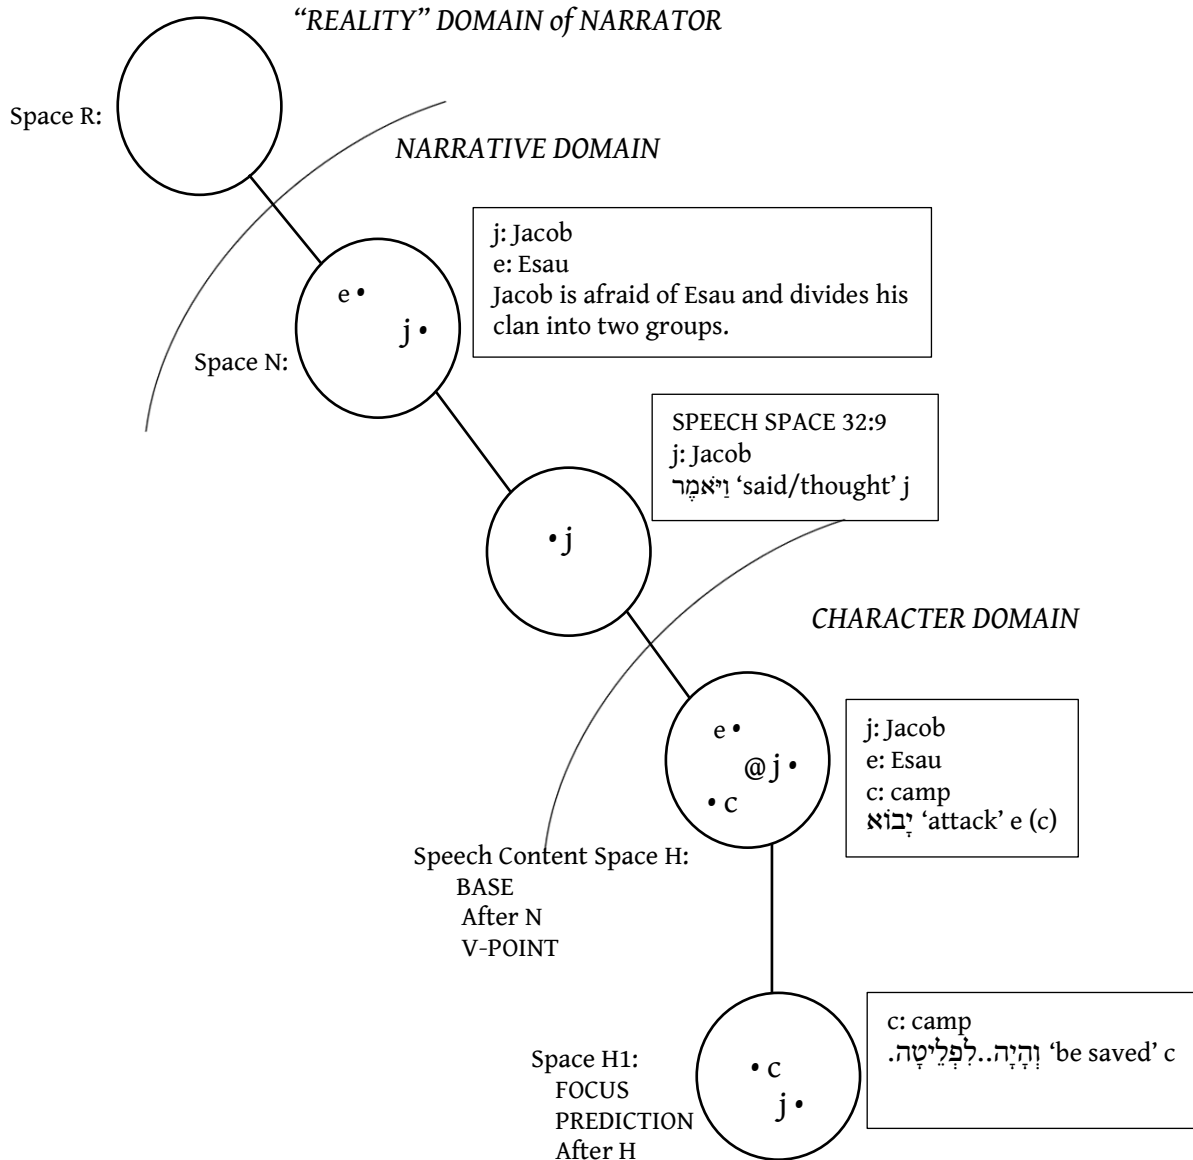 “REALITY” DOMAIN of NARRATOR
Space R:
NARRATIVE DOMAIN
j: Jacob
e: Esau
Jacob is afraid of Esau and divides his
clan into two groups.
e •
j •
Space N:
SPEECH SPACE 32:9
j: Jacob
וַיֹּאמֶר ‘said/thought’ j
• j
CHARACTER DOMAIN
e •
@ j •
• c
j: Jacob
e: Esau
c: camp
יָבוֹא ‘attack’ e (c)
Speech Content Space H:
BASE
After N
V-POINT
c: camp
וְהָיָה..לִפְלֵיטָה. ‘be saved’ c
Space H1:
FOCUS
PREDICTION
After H
• c
j •